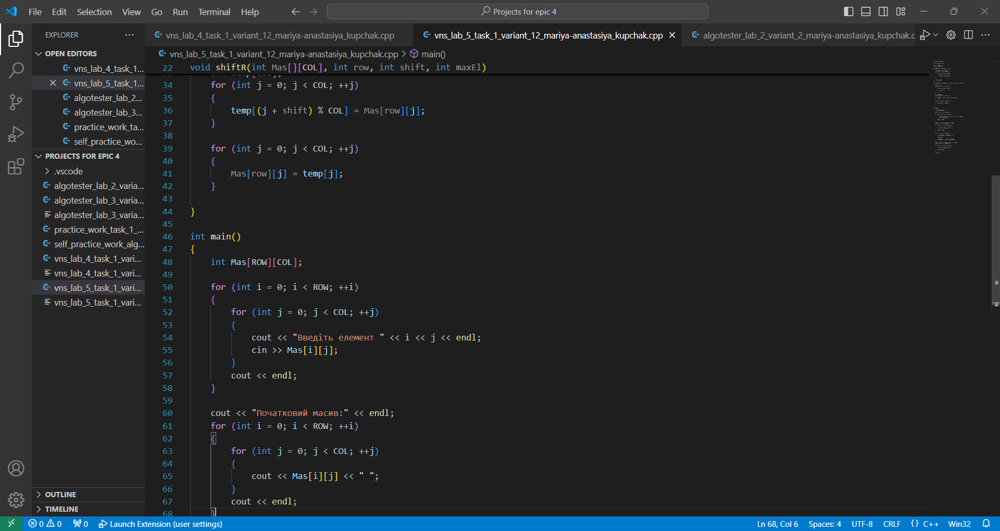 File Edit Selection View Go Run Terminal Help
Projects for epic 4
EXPLORER
OPEN EDITORS
vns_lab_4_task_1...
vns_lab_5_task_1...
algotester_lab_2...
algotester_lab_3...
practice_work_ta...
self_practice_wo...
PROJECTS FOR EPIC 4
.vscode
algotester_lab_2_varia...
algotester_lab_3_varia...
algotester_lab_3_varia...
practice_work_task_1_...
self_practice_work_alg...
vns_lab_4_task_1_vari...
vns_lab_4_task_1_vari...
vns_lab_5_task_1_vari...
vns_lab_5_task_1_vari...
OUTLINE
TIMELINE
vns_lab_4_task_1_variant_12_mariya-anastasiya_kupchak.cpp
vns_lab_5_task_1_variant_12_mariya-anastasiya_kupchak.cpp
algotester_lab_2_variant_2_mariya-anastasiya_kupchak.c
vns_lab_5_task_1_variant_12_mariya-anastasiya_kupchak.cpp > main()
22 void shiftR(int Mas[][COL], int row, int shift, int maxEl)
34 for (int j = 0; j < COL; ++j)
35 {
36 temp[(j + shift) % COL] = Mas[row][j];
37 }
38
39 for (int j = 0; j < COL; ++j)
40 {
41 Mas[row][j] = temp[j];
42 }
43
44 }
45
46 int main()
47 {
48 int Mas[ROW][COL];
49
50 for (int i = 0; i < ROW; ++i)
51 {
52 for (int j = 0; j < COL; ++j)
53 {
54 cout << "Введіть елемент " << i << j << endl;
55 cin >> Mas[i][j];
56 }
57 cout << endl;
58 }
59
60 cout << "Початковий масив:" << endl;
61 for (int i = 0; i < ROW; ++i)
62 {
63 for (int j = 0; j < COL; ++j)
64 {
65 cout << Mas[i][j] << " ";
66 }
67 cout << endl;
68 }
0 0 0 Launch Extension (user settings)
Ln 68, Col 6 Spaces: 4 UTF-8 CRLF {} C++ Win32